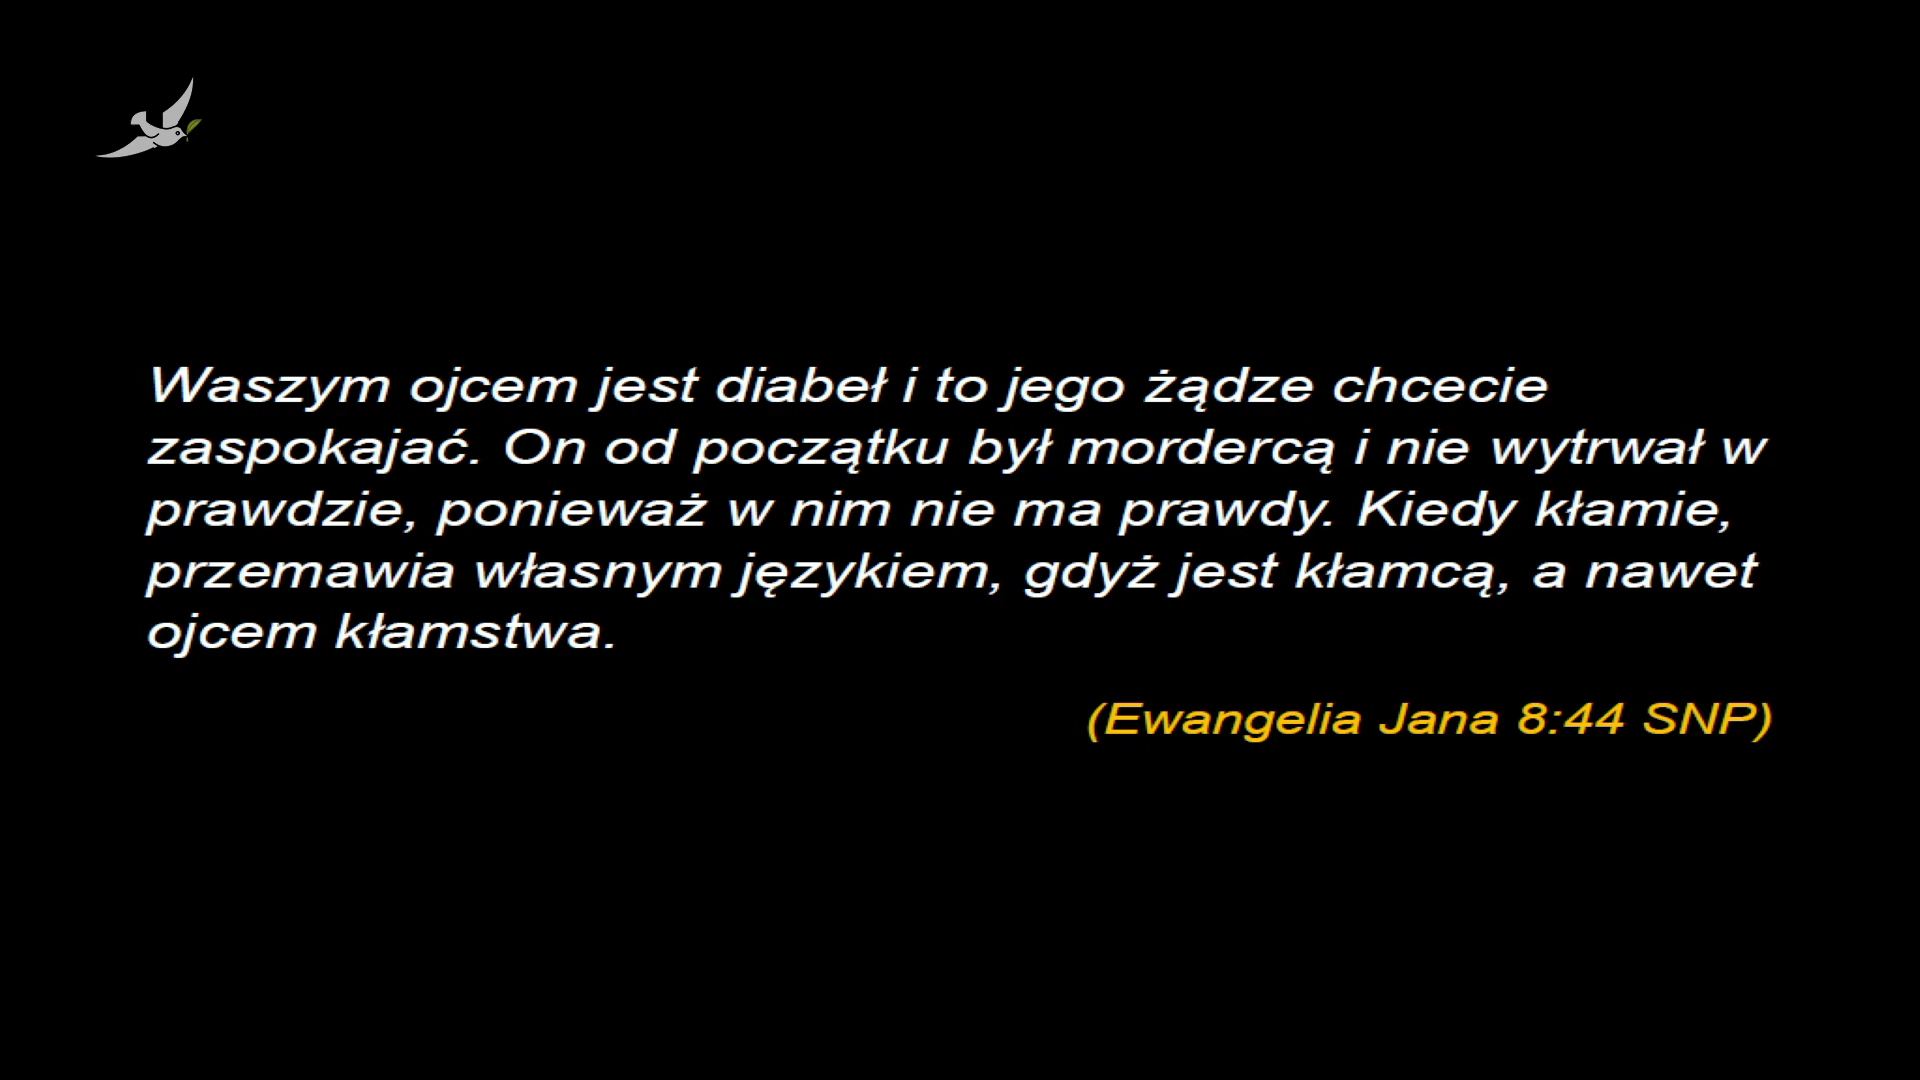 Waszym ojcem jest diabeł i to jego żądze chcecie
zaspokajać. On od początku był mordercą i nie wytrwał w
prawdzie, ponieważ w nim nie ma prawdy. Kiedy kłamie,
przemawia własnym językiem, gdyż jest kłamcą, a nawet
ojcem kłamstwa.
(Ewangelia Jana 8:44 SNP)